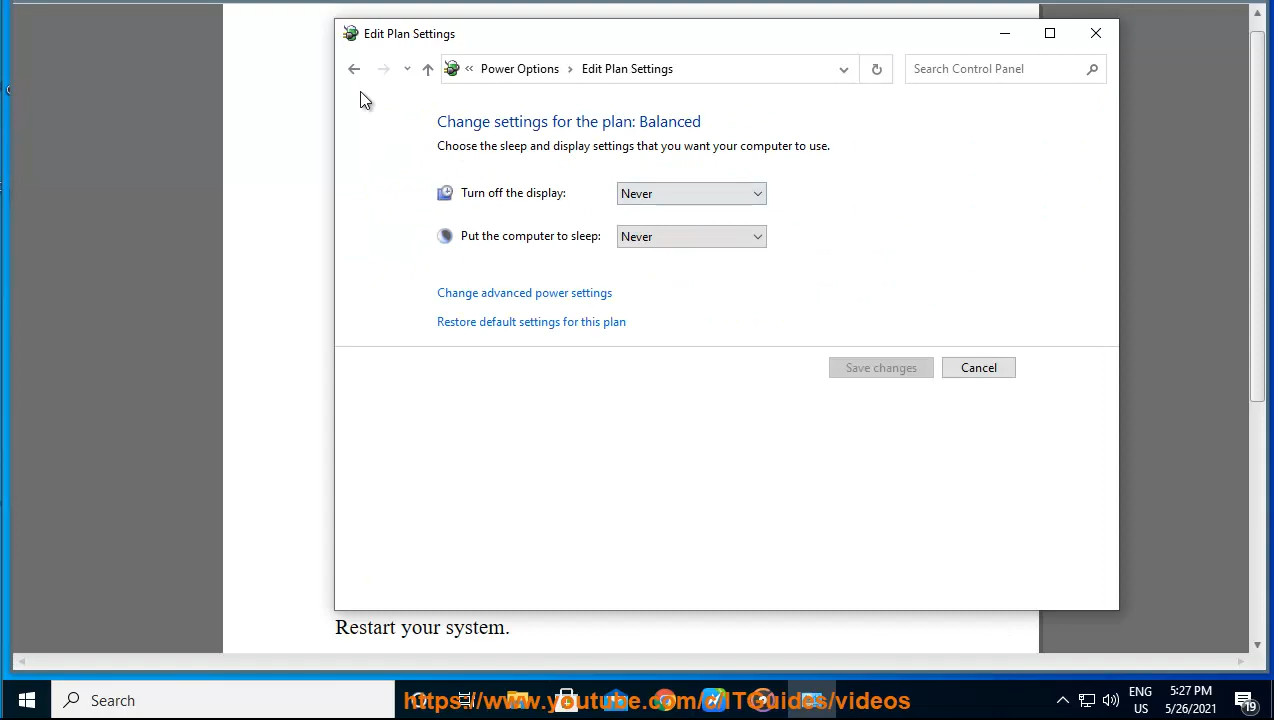 Edit Plan Settings
« Power Options › Edit Plan Settings
Search Control Panel
Change settings for the plan: Balanced
Choose the sleep and display settings that you want your computer to use.
Turn off the display: Never
Put the computer to sleep: Never
Change advanced power settings
Restore default settings for this plan
Save changes Cancel
Restart your system.
Search
https://www.youtube.com/c/ITGuides/videos
ENG
US
5:27 PM
5/26/2021
19